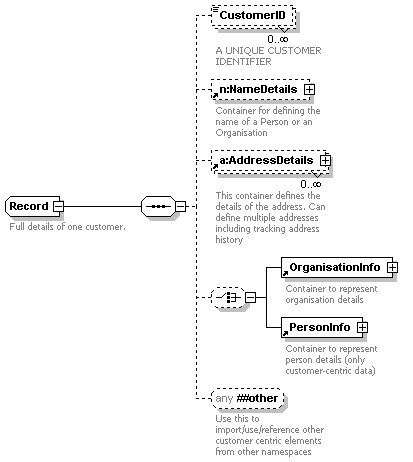 CustomerID
0..∞
A UNIQUE CUSTOMER
IDENTIFIER
n:NameDetails
Container for defining the
name of a Person or an
Organisation
a:AddressDetails
0..∞
This container defines the
details of the address. Can
define multiple addresses
including tracking address
history
Record
Full details of one customer.
OrganisationInfo
Container to represent
organisation details
PersonInfo
Container to represent
person details (only
customer-centric data)
any ##other
Use this to
import/use/reference other
customer centric elements
from other namespaces